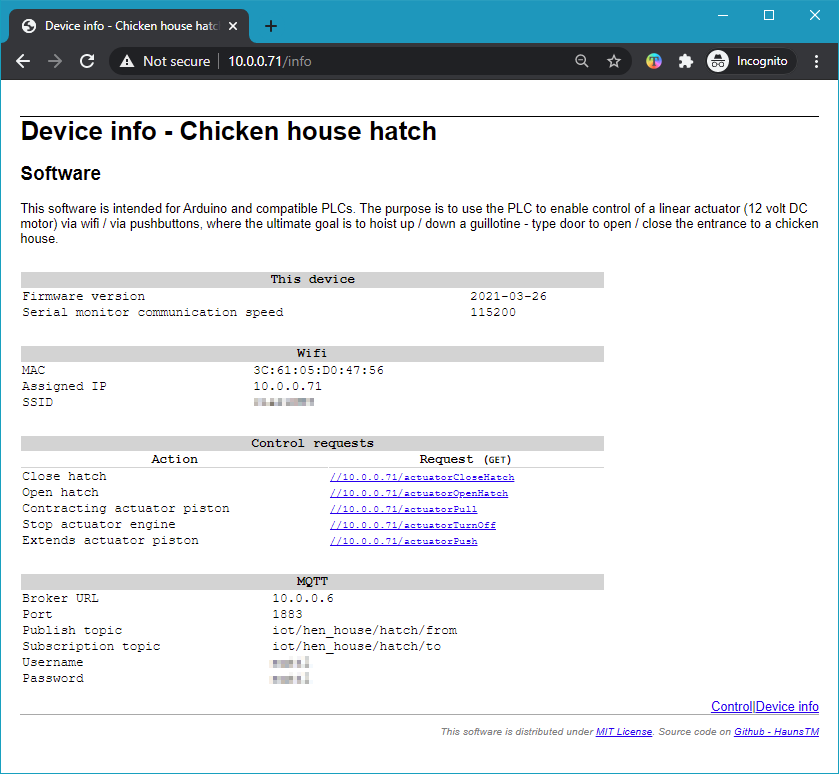 Device info - Chicken house hatc
Not secure 10.0.0.71/info Incognito
Device info - Chicken house hatch
Software
This software is intended for Arduino and compatible PLCs. The purpose is to use the PLC to enable control of a linear actuator (12 volt DC
motor) via wifi / via pushbuttons, where the ultimate goal is to hoist up / down a guillotine - type door to open / close the entrance to a chicken
house.
This device
Firmware version 2021-03-26
Serial monitor communication speed 115200
Wifi
MAC 3C:61:05:D0:47:56
Assigned IP 10.0.0.71
SSID
Control requests
Action Request (GET)
Close hatch //10.0.0.71/actuatorCloseHatch
Open hatch //10.0.0.71/actuatorOpenHatch
Contracting actuator piston //10.0.0.71/actuatorPull
Stop actuator engine //10.0.0.71/actuatorTurnOff
Extends actuator piston //10.0.0.71/actuatorPush
MQTT
Broker URL 10.0.0.6
Port 1883
Publish topic iot/hen_house/hatch/from
Subscription topic iot/hen_house/hatch/to
Username
Password
Control|Device info
This software is distributed under MIT License. Source code on Github - HaunsTM